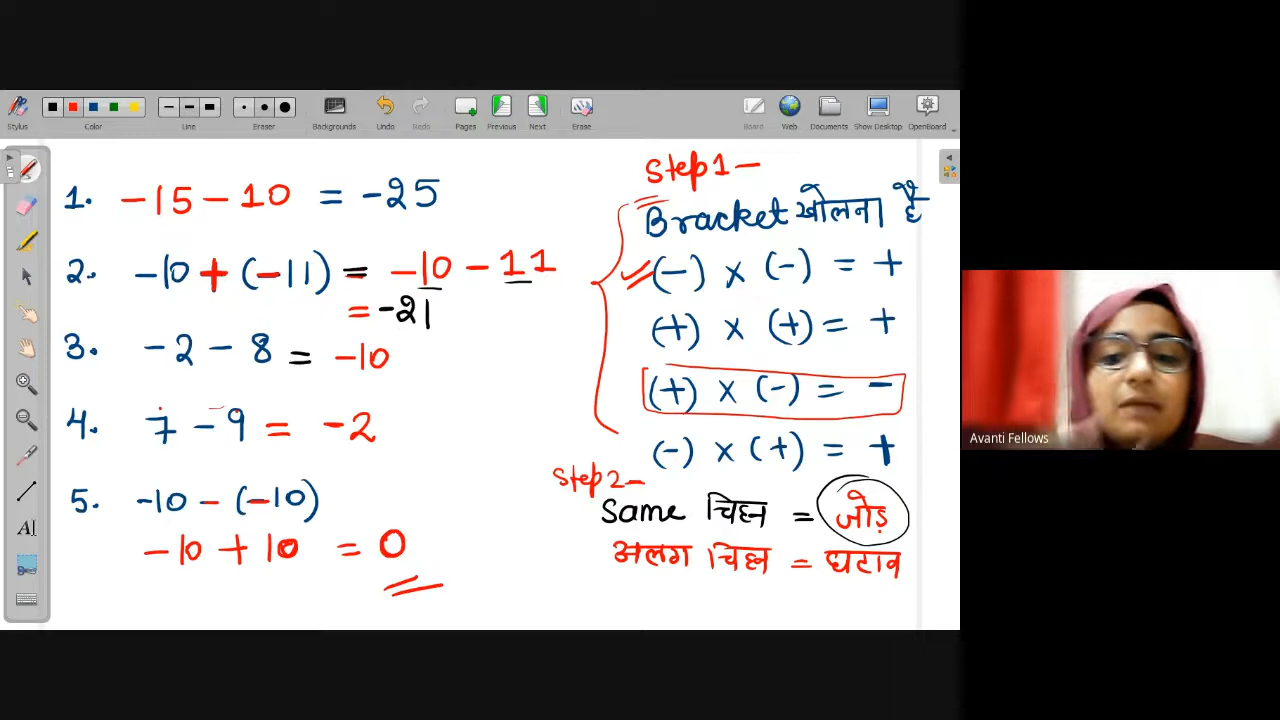 Stylus
Color
Line
Eraser
Backgrounds
Undo
Redo
Pages
Previous
Next
Erase
Board
Web
Documents
Show Desktop
OpenBoard
1. -15 - 10 = -25
2. -10 + (-11) = -10 - 11
= -21
3. -2 - 8 = -10
4. 7 - 9 = -2
5. -10 - (-10)
-10 + 10 = 0
Step 1 -
Bracket खोलना है
(-) x (-) = +
(+) x (+) = +
(+) x (-) = -
(-) x (+) = +
Step 2 -
Same चिह्न = जोड़
अलग चिह्न = घटाव
Avanti Fellows